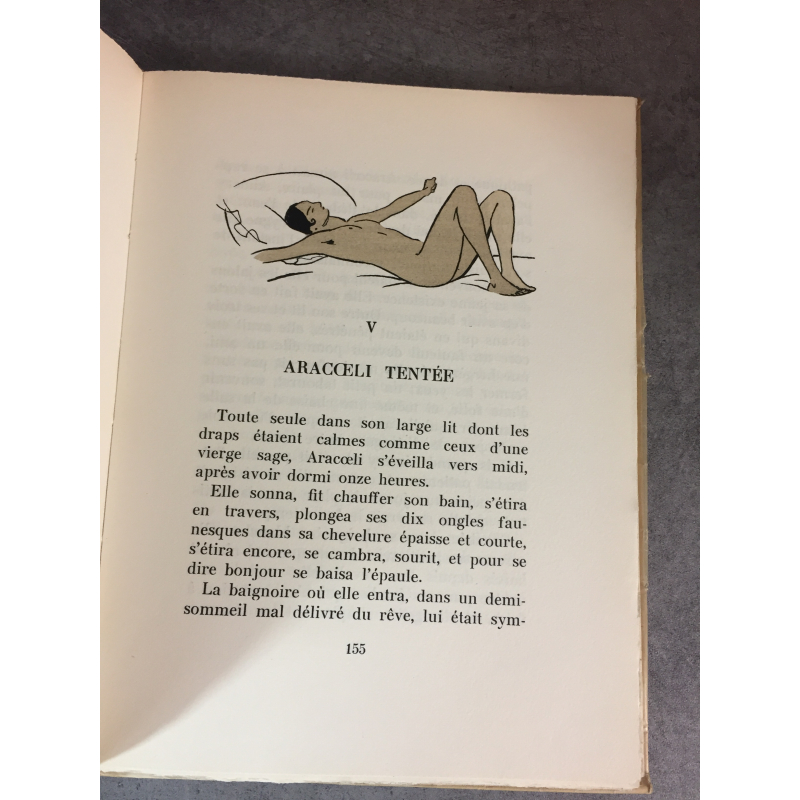 V
ARACŒLI TENTÉE
Toute seule dans son large lit dont les
draps étaient calmes comme ceux d'une
vierge sage, Aracœli s'éveilla vers midi,
après avoir dormi onze heures.
Elle sonna, fit chauffer son bain, s'étira
en travers, plongea ses dix ongles fau-
nesques dans sa chevelure épaisse et courte,
s'étira encore, se cambra, sourit, et pour se
dire bonjour se baisa l'épaule.
La baignoire où elle entra, dans un demi-
sommeil mal délivré du rêve, lui était sym-
155